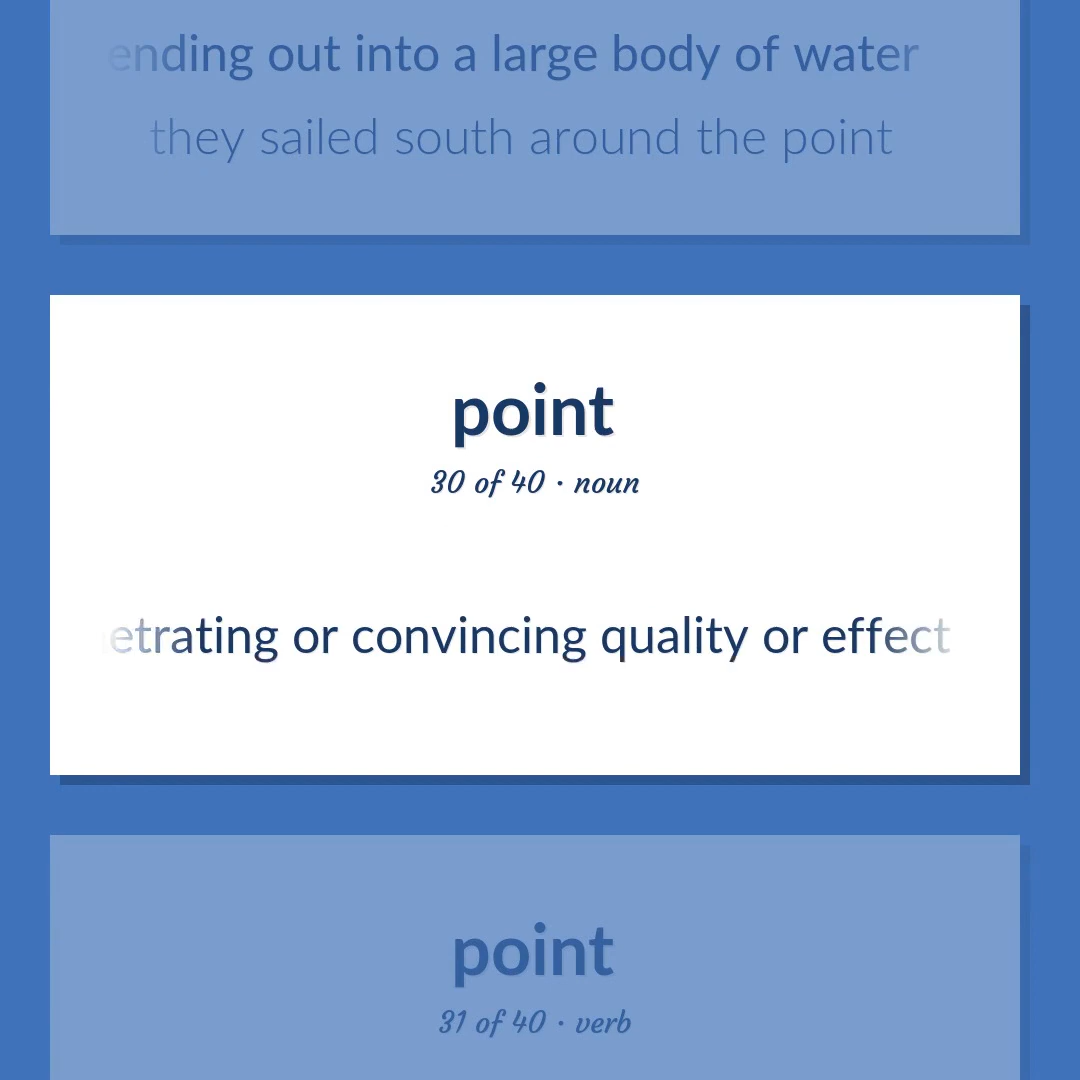 ending out into a large body of water
they sailed south around the point
point
30 of 40 · noun
etrating or convincing quality or effect
point
31 of 40 · verb